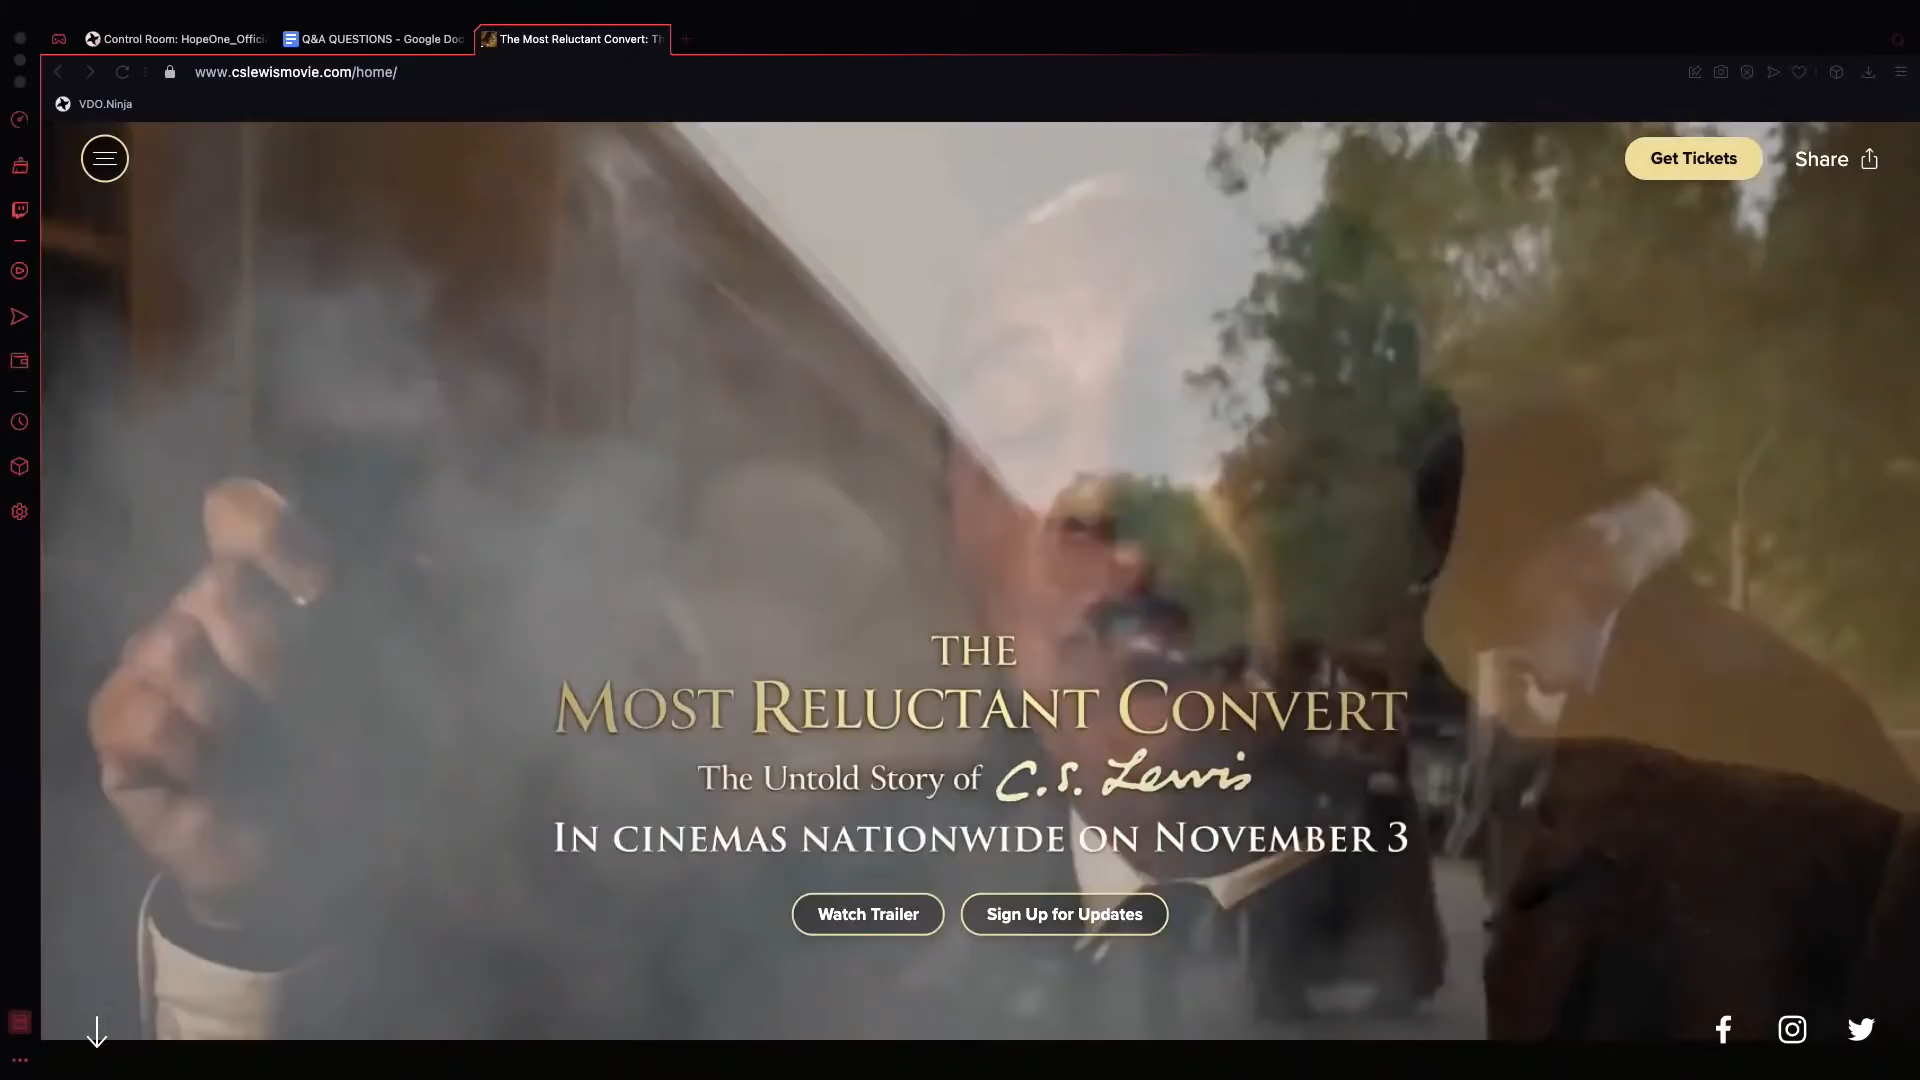 Control Room: HopeOne_Offici
Q&A QUESTIONS - Google Doc
The Most Reluctant Convert: Th
www.cslewismovie.com/home/
VDO.Ninja
Get Tickets
Share
THE
MOST RELUCTANT CONVERT
The Untold Story of C.S. Lewis
IN CINEMAS NATIONWIDE ON NOVEMBER 3
Watch Trailer
Sign Up for Updates